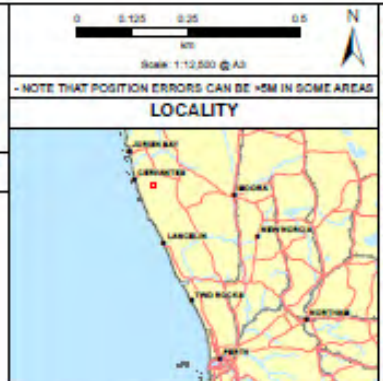 N
0 0.125 0.25 0.5
km
Scale: 1:12,500 @ A3
- NOTE THAT POSITION ERRORS CAN BE >5M IN SOME AREAS
LOCALITY
JURIEN BAY
CERVANTES
MOORA
NEW NORCIA
LANCELIN
TWO ROCKS
NORTHAM
PERTH